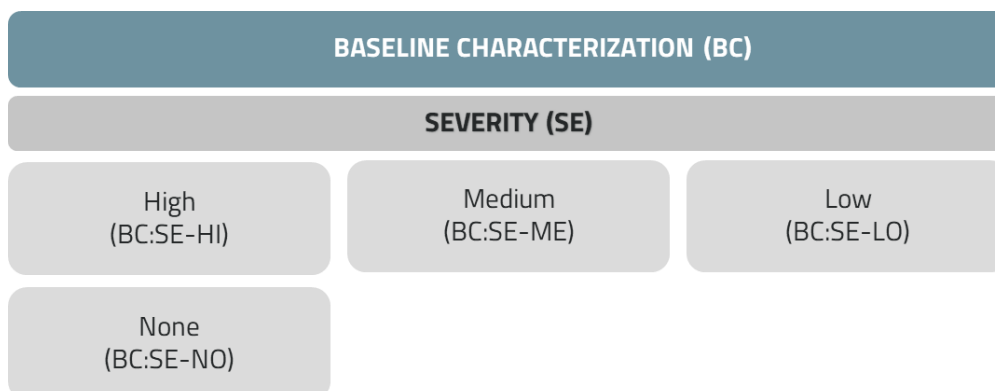 BASELINE CHARACTERIZATION (BC)
SEVERITY (SE)
High
(BC:SE-HI)
Medium
(BC:SE-ME)
Low
(BC:SE-LO)
None
(BC:SE-NO)